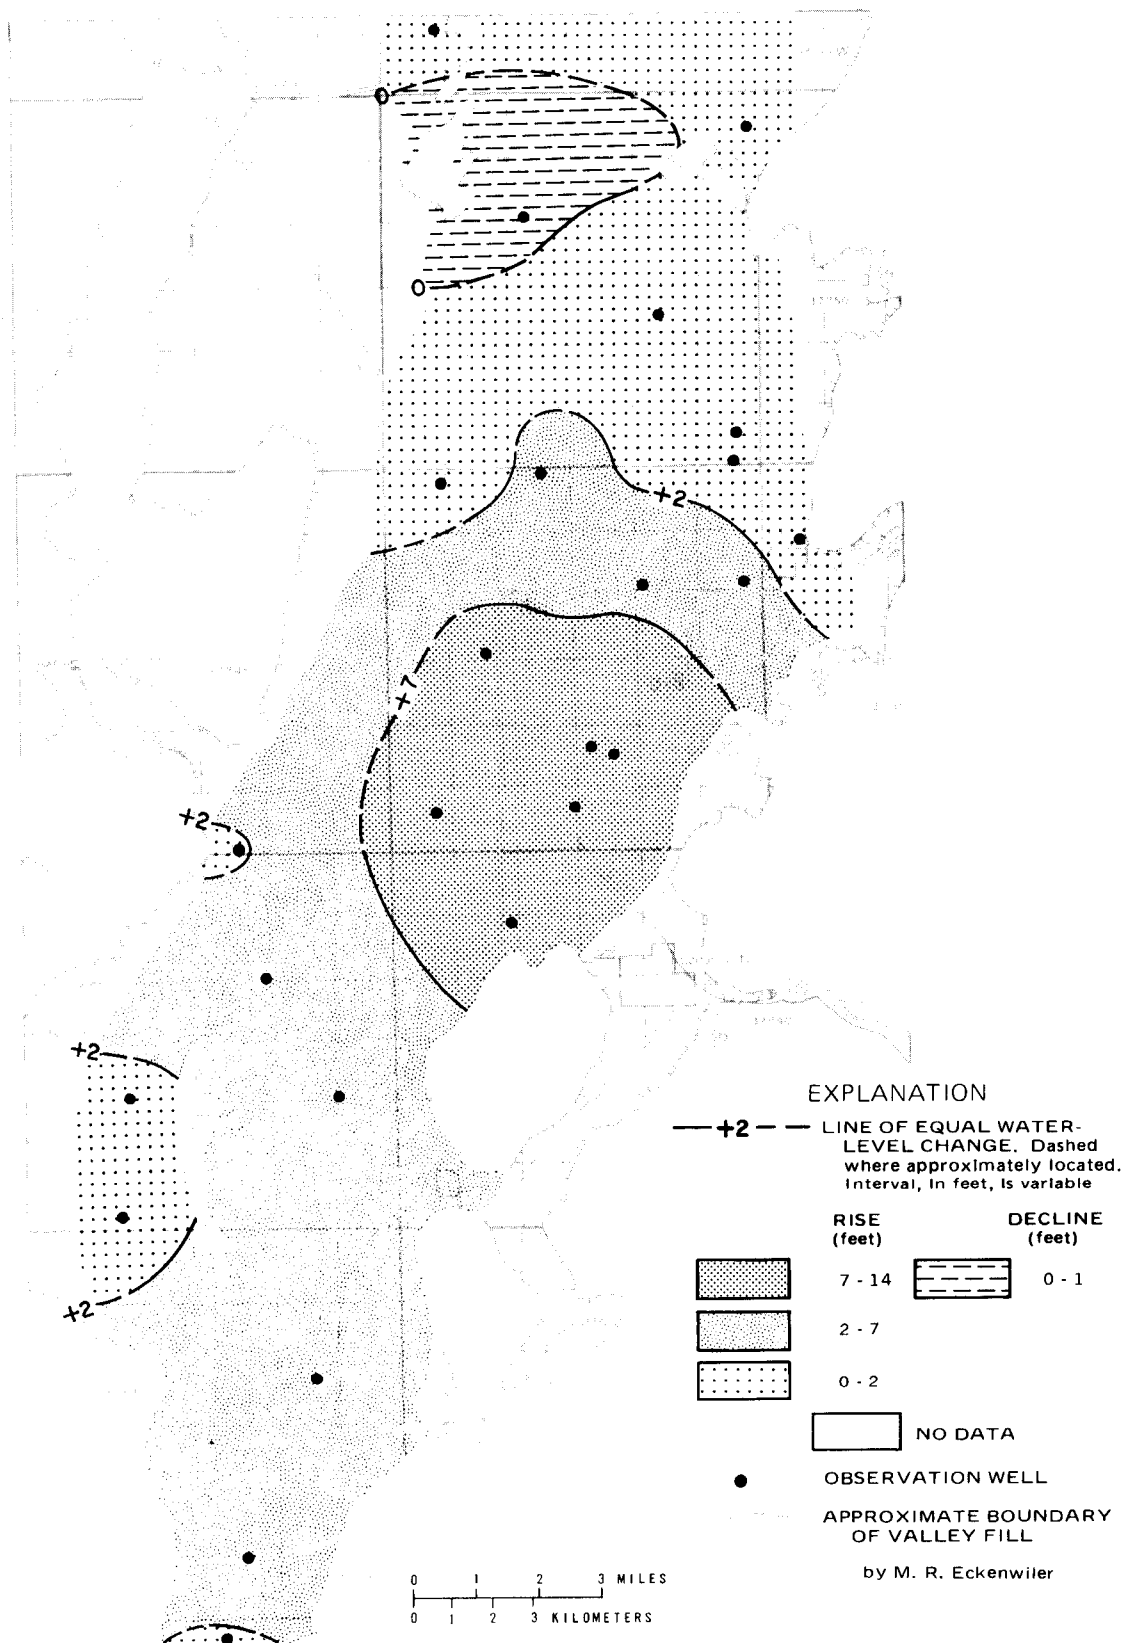 0
0
+2
+7
+2
+2
+2
EXPLANATION
+2
LINE OF EQUAL WATER-
LEVEL CHANGE. Dashed
where approximately located.
Interval, in feet, is variable
RISE
(feet)
DECLINE
(feet)
7 - 14
0 - 1
2 - 7
0 - 2
NO DATA
OBSERVATION WELL
APPROXIMATE BOUNDARY
OF VALLEY FILL
by M. R. Eckenwiler
0 1 2 3 MILES
0 1 2 3 KILOMETERS